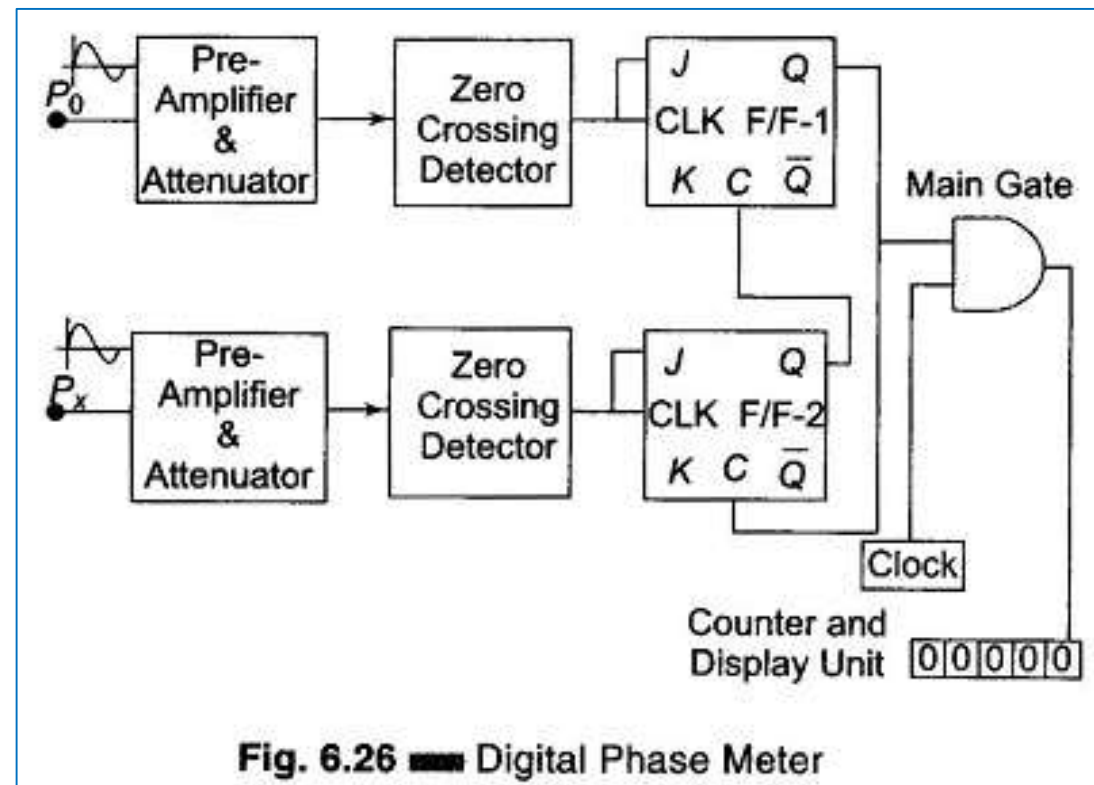 P₀
Pre-
Amplifier
&
Attenuator
Zero
Crossing
Detector
J Q
CLK F/F-1
K C Q̅
Main Gate
Pₓ
Pre-
Amplifier
&
Attenuator
Zero
Crossing
Detector
J Q
CLK F/F-2
K C Q̅
Clock
Counter and
Display Unit 00000
Fig. 6.26 Digital Phase Meter